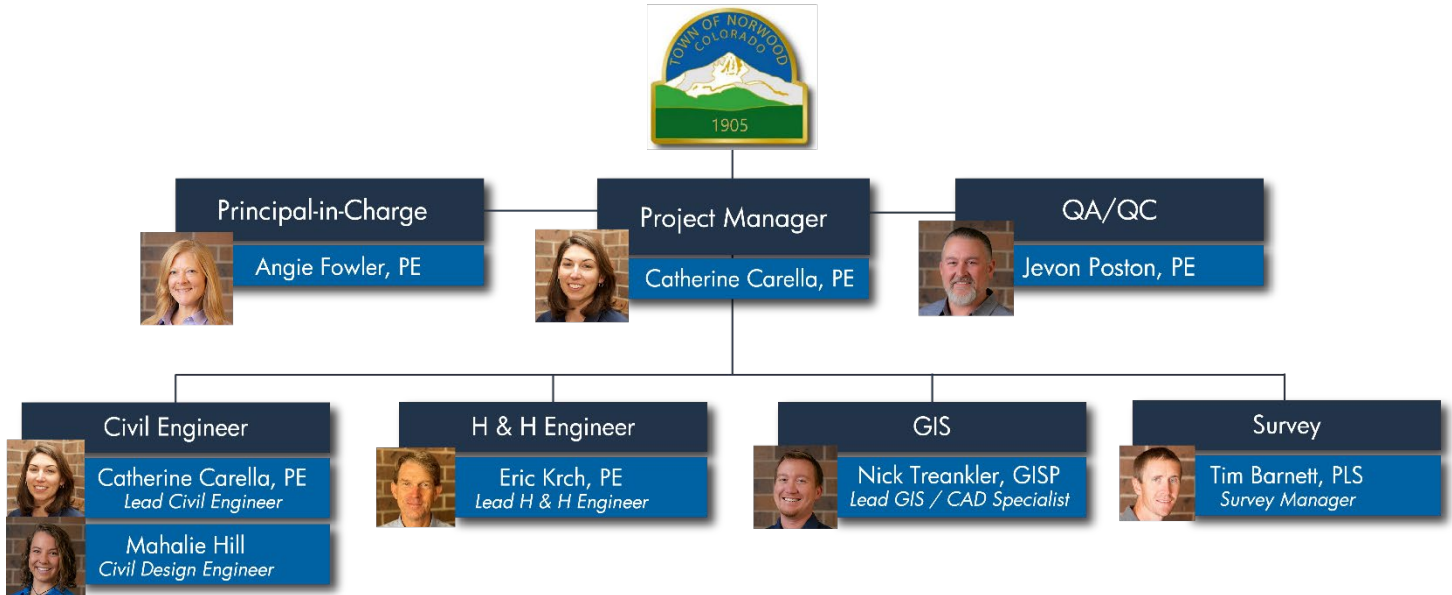 TOWN OF NORWOOD
COLORADO
1905
Principal-in-Charge
Angie Fowler, PE
Project Manager
Catherine Carella, PE
QA/QC
Jevon Poston, PE
Civil Engineer
Catherine Carella, PE
Lead Civil Engineer
Mahalie Hill
Civil Design Engineer
H & H Engineer
Eric Krch, PE
Lead H & H Engineer
GIS
Nick Treankler, GISP
Lead GIS / CAD Specialist
Survey
Tim Barnett, PLS
Survey Manager